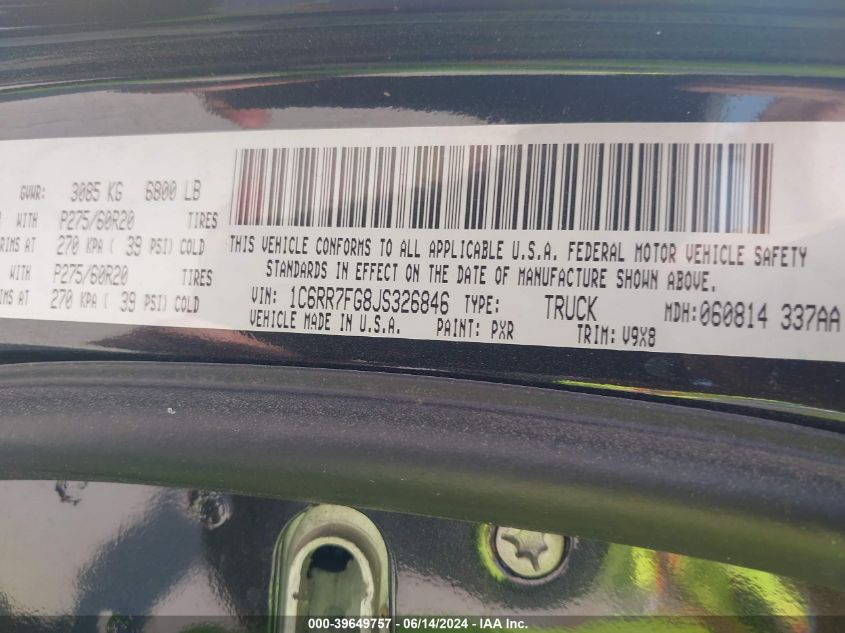 GVWR: 3085 KG 6800 LB
WITH P275/60R20 TIRES
RIMS AT 270 KPA ( 39 PSI) COLD
WITH P275/60R20 TIRES
RIMS AT 270 KPA ( 39 PSI) COLD
THIS VEHICLE CONFORMS TO ALL APPLICABLE U.S.A. FEDERAL MOTOR VEHICLE SAFETY
STANDARDS IN EFFECT ON THE DATE OF MANUFACTURE SHOWN ABOVE.
VIN: 1C6RR7FG8JS326846 TYPE: TRUCK MDH:060814 337AA
VEHICLE MADE IN U.S.A. PAINT: PXR TRIM: V9X8
000-39649757 - 06/14/2024 - IAA Inc.